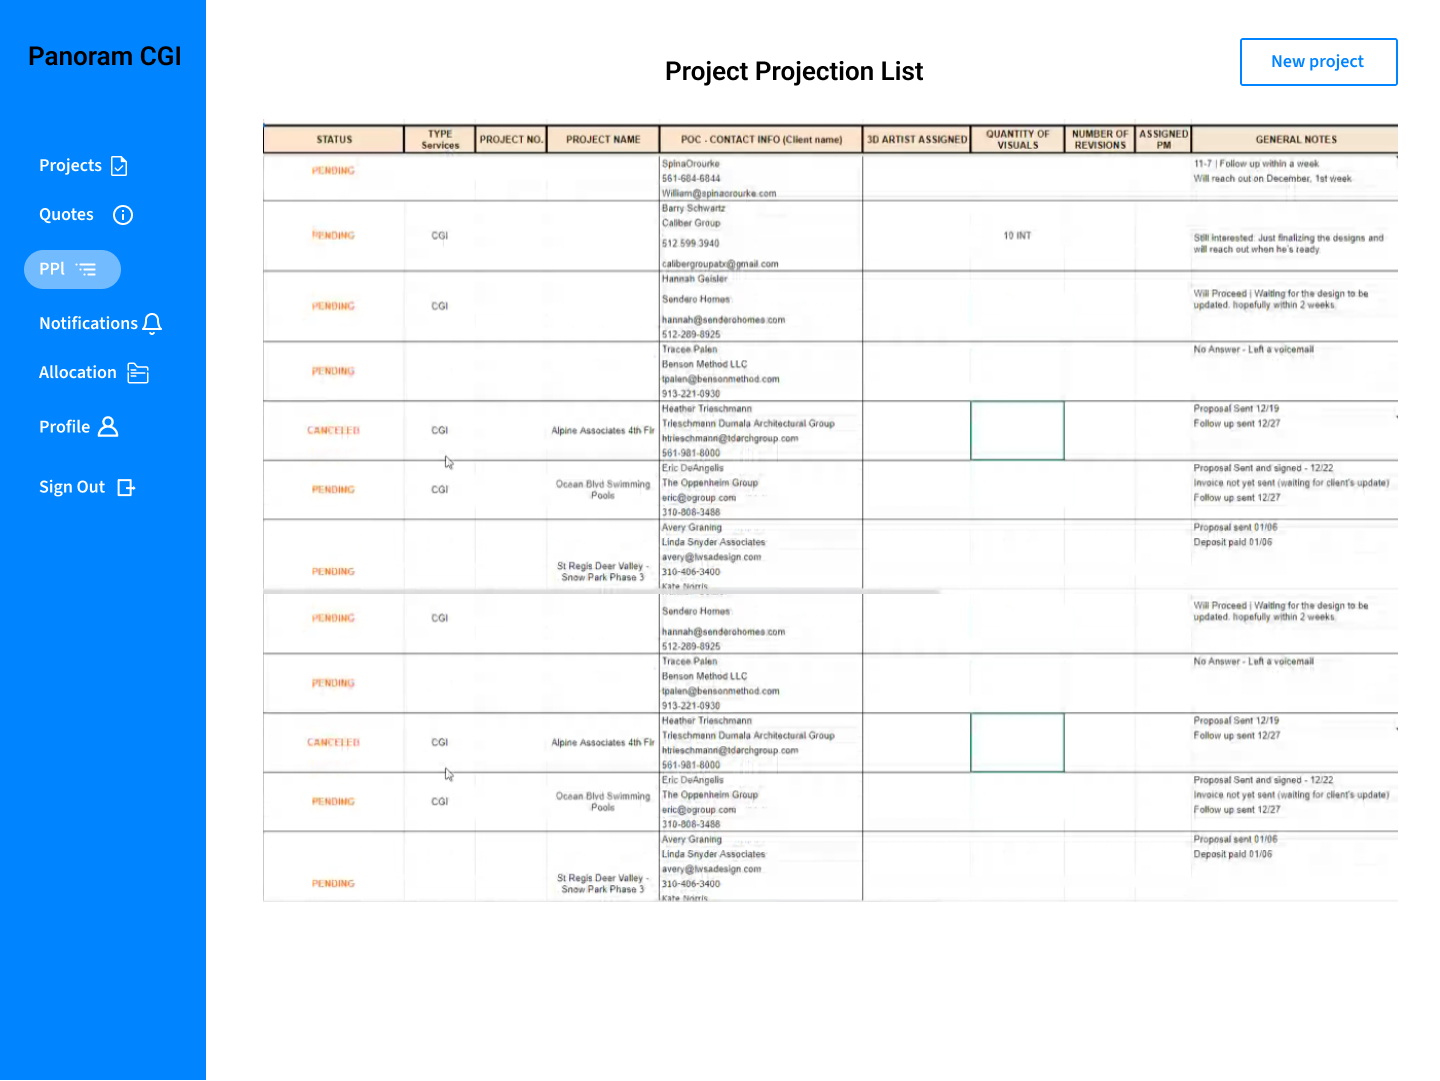 Panoram CGI
Project Projection List
New project
Projects
Quotes
PPl
Notifications
Allocation
Profile
Sign Out
STATUS
TYPE
Services
PROJECT NO.
PROJECT NAME
POC - CONTACT INFO (Client name)
3D ARTIST ASSIGNED
QUANTITY OF
VISUALS
NUMBER OF
REVISIONS
ASSIGNED
PM
GENERAL NOTES
PENDING
SpinaOrourke
561-684-6844
William@spinaorourke.com
11-7 | Follow up within a week
Will reach out on December, 1st week
PENDING
CGI
Barry Schwartz
Caliber Group
512.599.3940
calibergroupatx@gmail.com
10 INT
Still interested. Just finalizing the designs and
will reach out when he's ready.
PENDING
CGI
Hannah Geisler
Sendero Homes
hannah@senderohomes.com
512-289-8925
Will Proceed | Waiting for the design to be
updated. hopefully within 2 weeks.
PENDING
Tracee Palen
Benson Method LLC
tpalen@bensonmethod.com
913-221-0930
No Answer - Left a voicemail
CANCELED
CGI
Alpine Associates 4th Flr
Heather Trieschmann
Trieschmann Dumala Architectural Group
htrieschmann@tdarchgroup.com
561-981-8000
Proposal Sent 12/19
Follow up sent 12/27
PENDING
CGI
Ocean Blvd Swimming
Pools
Eric DeAngelis
The Oppenheim Group
eric@ogroup.com
310-808-3488
Proposal Sent and signed - 12/22
Invoice not yet sent (waiting for client's update)
Follow up sent 12/27
PENDING
St Regis Deer Valley -
Snow Park Phase 3
Avery Graning
Linda Snyder Associates
avery@lwsadesign.com
310-406-3400
Kate Norris
Proposal sent 01/06
Deposit paid 01/06
PENDING
CGI
Sendero Homes
hannah@senderohomes.com
512-289-8925
Will Proceed | Waiting for the design to be
updated. hopefully within 2 weeks.
PENDING
Tracee Palen
Benson Method LLC
tpalen@bensonmethod.com
913-221-0930
No Answer - Left a voicemail
CANCELED
CGI
Alpine Associates 4th Flr
Heather Trieschmann
Trieschmann Dumala Architectural Group
htrieschmann@tdarchgroup.com
561-981-8000
Proposal Sent 12/19
Follow up sent 12/27
PENDING
CGI
Ocean Blvd Swimming
Pools
Eric DeAngelis
The Oppenheim Group
eric@ogroup.com
310-808-3488
Proposal Sent and signed - 12/22
Invoice not yet sent (waiting for client's update)
Follow up sent 12/27
PENDING
St Regis Deer Valley -
Snow Park Phase 3
Avery Graning
Linda Snyder Associates
avery@lwsadesign.com
310-406-3400
Kate Norris
Proposal sent 01/06
Deposit paid 01/06